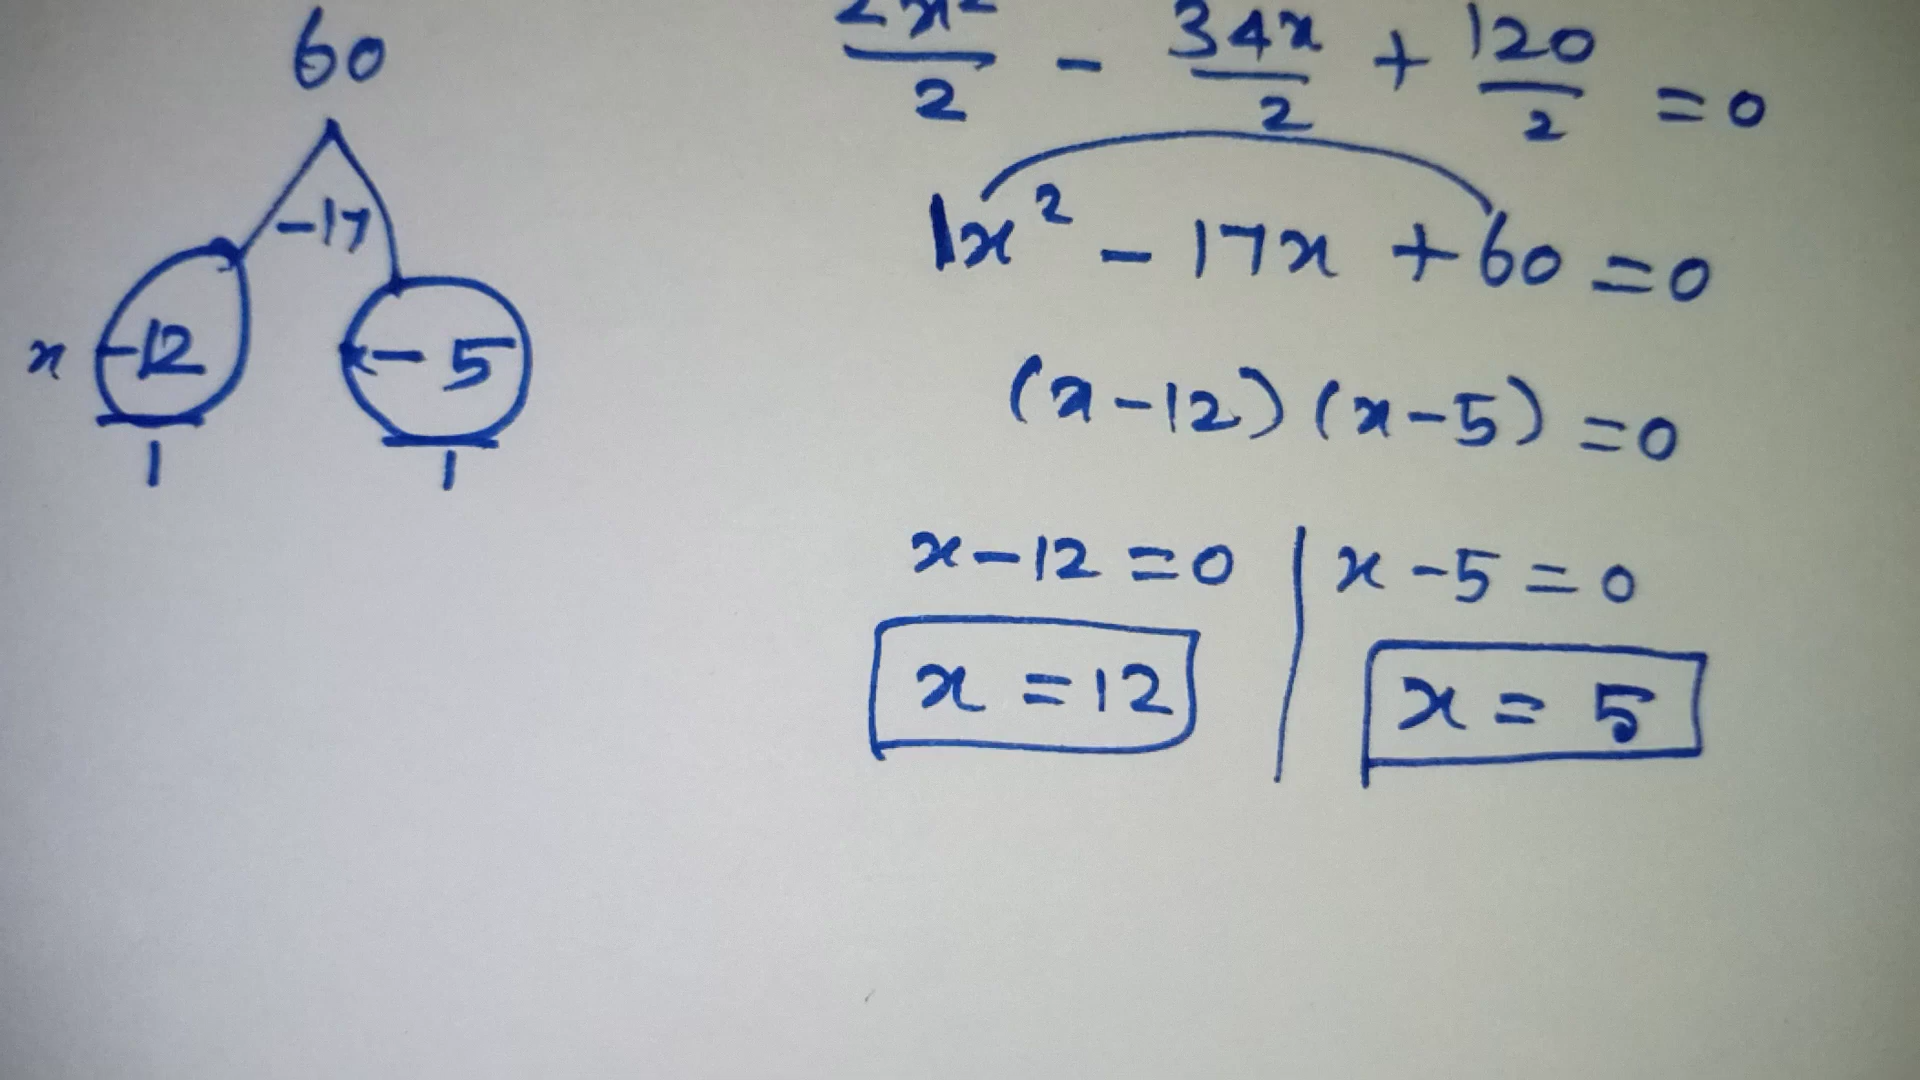 60
-17
x -12 - 5
1 1
2x²/2 - 34x/2 + 120/2 = 0
1x² - 17x + 60 = 0
(x-12) (x-5) = 0
x-12 = 0 | x-5 = 0
x = 12 x = 5